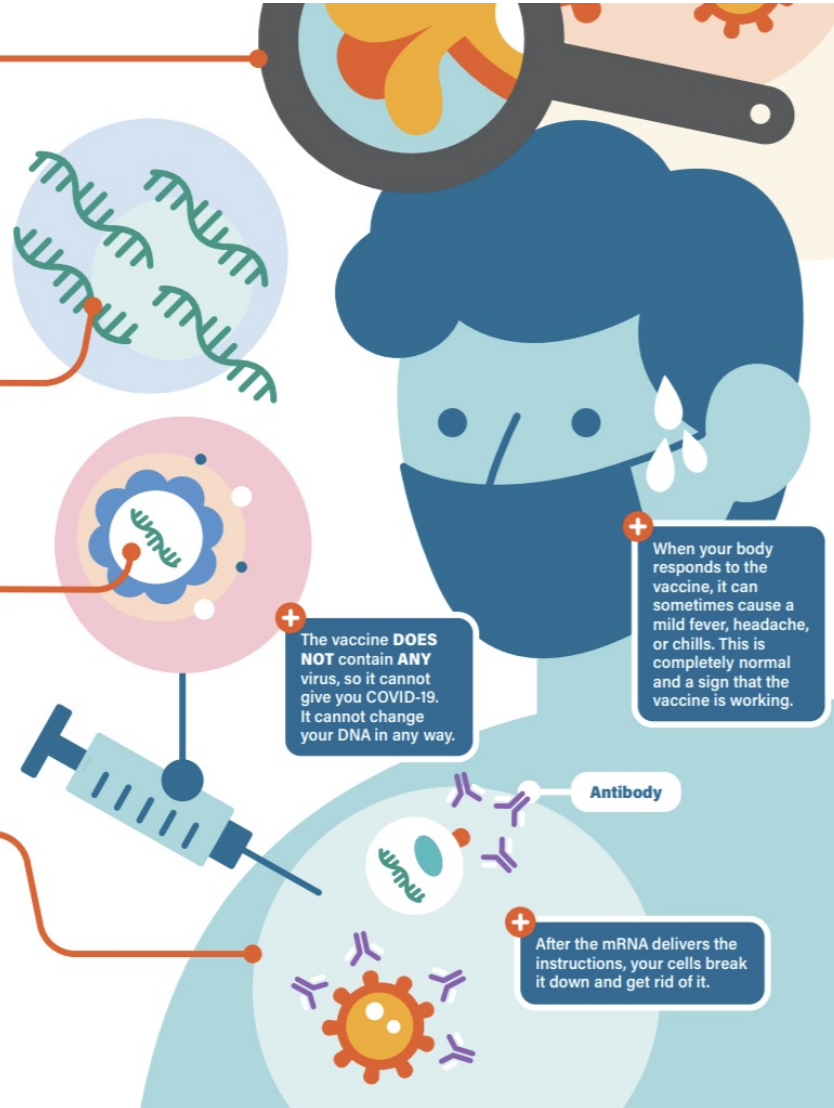 When your body
responds to the
vaccine, it can
sometimes cause a
mild fever, headache,
or chills. This is
completely normal
and a sign that the
vaccine is working.
The vaccine DOES
NOT contain ANY
virus, so it cannot
give you COVID-19.
It cannot change
your DNA in any way.
Antibody
After the mRNA delivers the
instructions, your cells break
it down and get rid of it.